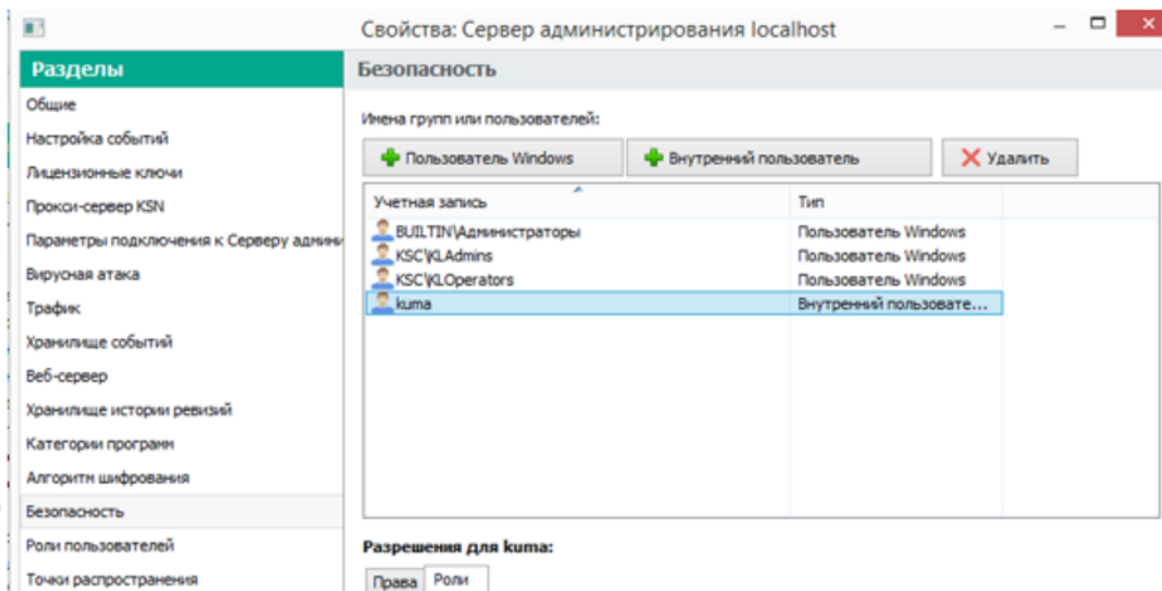 Свойства: Сервер администрирования localhost
Разделы
Общие
Настройка событий
Лицензионные ключи
Прокси-сервер KSN
Параметры подключения к Серверу админи
Вирусная атака
Трафик
Хранилище событий
Веб-сервер
Хранилище истории ревизий
Категории программ
Алгоритм шифрования
Безопасность
Роли пользователей
Точки распространения
Безопасность
Имена групп или пользователей:
Пользователь Windows
Внутренний пользователь
Удалить
Учетная запись Тип
BUILTIN\Администраторы Пользователь Windows
KSC\KLAdmins Пользователь Windows
KSC\KLOperators Пользователь Windows
kuma Внутренний пользовате...
Разрешения для kuma:
Права Роли